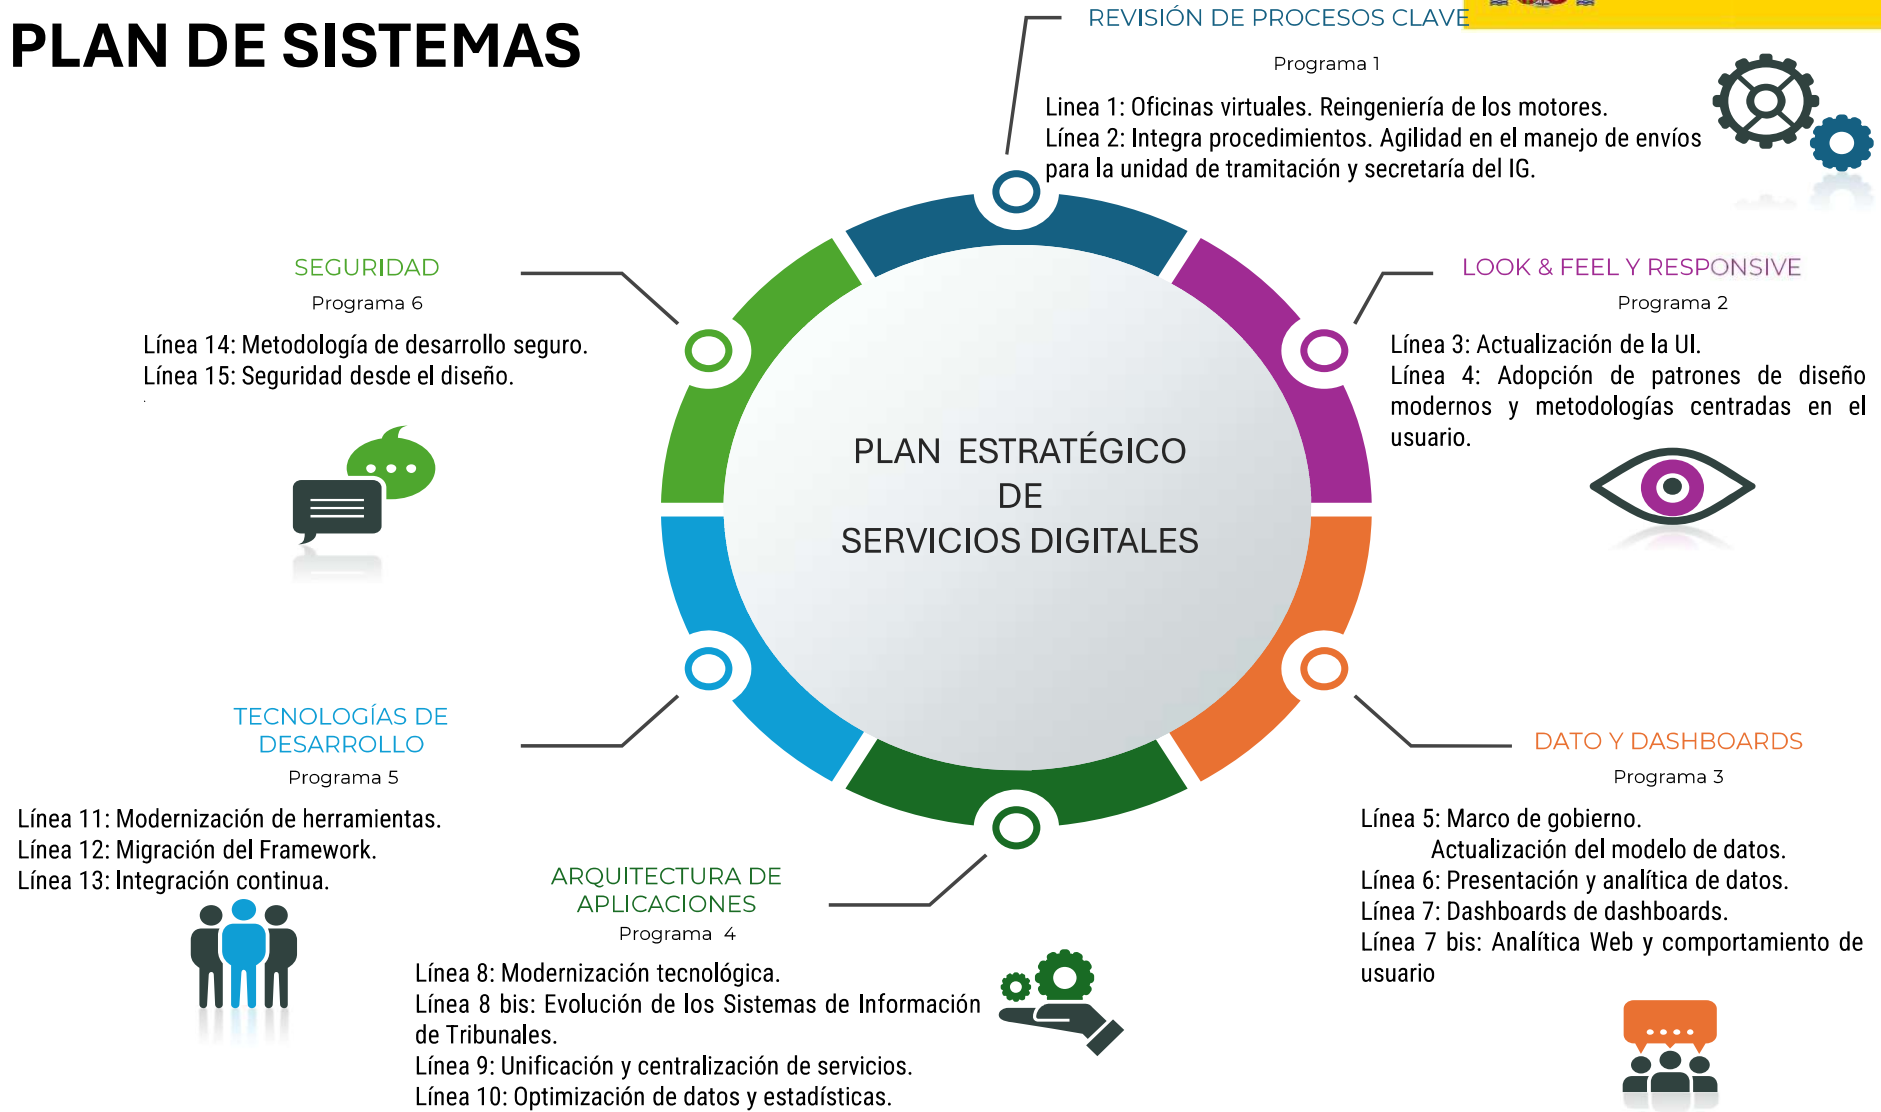 PLAN DE SISTEMAS
REVISIÓN DE PROCESOS CLAVE
Programa 1
Linea 1: Oficinas virtuales. Reingeniería de los motores.
Línea 2: Integra procedimientos. Agilidad en el manejo de envíos
para la unidad de tramitación y secretaría del IG.
LOOK & FEEL Y RESPONSIVE
Programa 2
Línea 3: Actualización de la UI.
Línea 4: Adopción de patrones de diseño
modernos y metodologías centradas en el
usuario.
DATO Y DASHBOARDS
Programa 3
Línea 5: Marco de gobierno.
Actualización del modelo de datos.
Línea 6: Presentación y analítica de datos.
Línea 7: Dashboards de dashboards.
Línea 7 bis: Analítica Web y comportamiento de
usuario
ARQUITECTURA DE
APLICACIONES
Programa 4
Línea 8: Modernización tecnológica.
Línea 8 bis: Evolución de los Sistemas de Información
de Tribunales.
Línea 9: Unificación y centralización de servicios.
Línea 10: Optimización de datos y estadísticas.
TECNOLOGÍAS DE
DESARROLLO
Programa 5
Línea 11: Modernización de herramientas.
Línea 12: Migración del Framework.
Línea 13: Integración continua.
SEGURIDAD
Programa 6
Línea 14: Metodología de desarrollo seguro.
Línea 15: Seguridad desde el diseño.
.
PLAN ESTRATÉGICO
DE
SERVICIOS DIGITALES